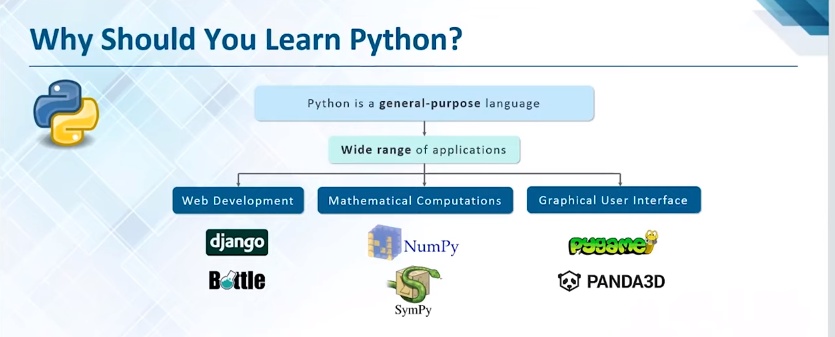 Why Should You Learn Python?
Python is a general-purpose language
Wide range of applications
Web Development
Mathematical Computations
Graphical User Interface
django
NumPy
pygame
Bottle
SymPy
PANDA3D